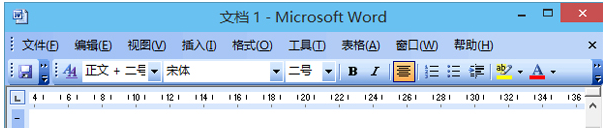 文档 1 - Microsoft Word
文件(F) 编辑(E) 视图(V) 插入(I) 格式(O) 工具(T) 表格(A) 窗口(W) 帮助(H)
正文 + 二号 宋体 二号 B I A
L 4 6 8 10 12 14 16 18 20 22 24 26 28 30 32 34 36